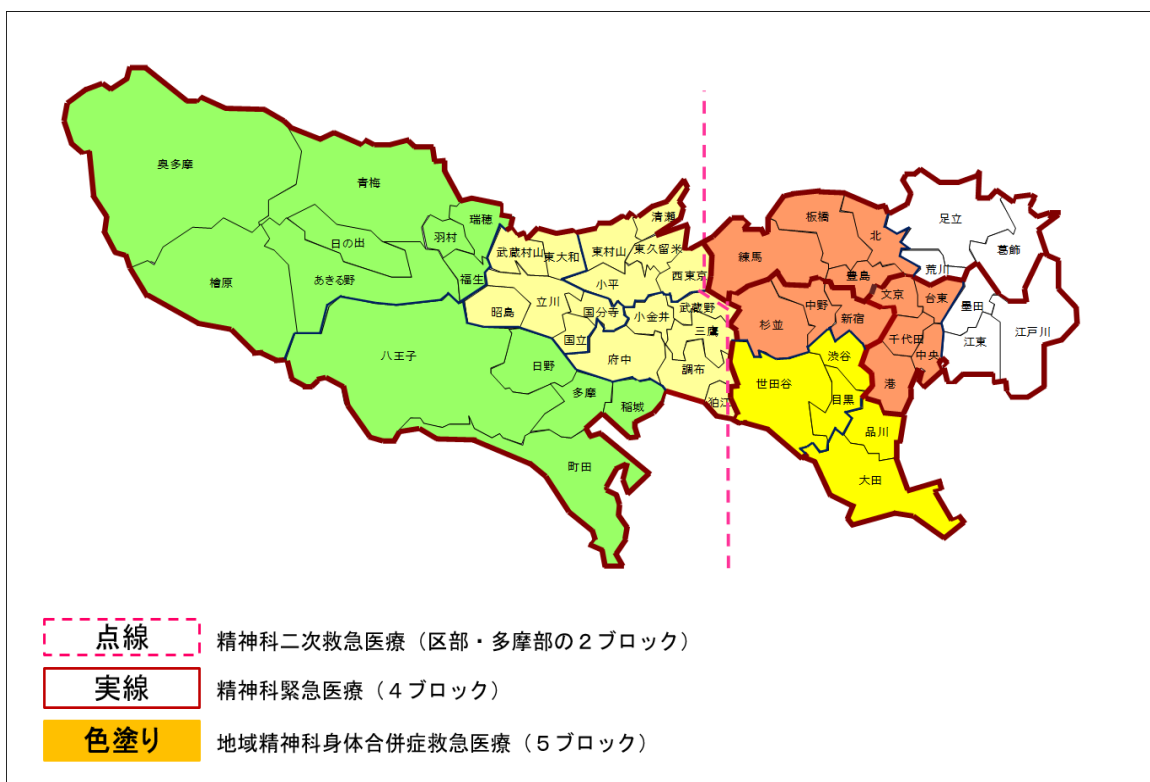 奥多摩
青梅
瑞穂
羽村
日の出
あきる野
福生
檜原
八王子
日野
多摩
稲城
町田
清瀬
武蔵村山
東大和
東村山
東久留米
小平
西東京
昭島
立川
国分寺
小金井
武蔵野
三鷹
国立
府中
調布
狛江
板橋
北
練馬
豊島
足立
葛飾
荒川
文京
台東
墨田
江戸川
江東
杉並
中野
新宿
千代田
中央
港
渋谷
世田谷
目黒
品川
大田
点線 精神科二次救急医療(区部・多摩部の2ブロック)
実線 精神科緊急医療(4ブロック)
色塗り 地域精神科身体合併症救急医療(5ブロック)